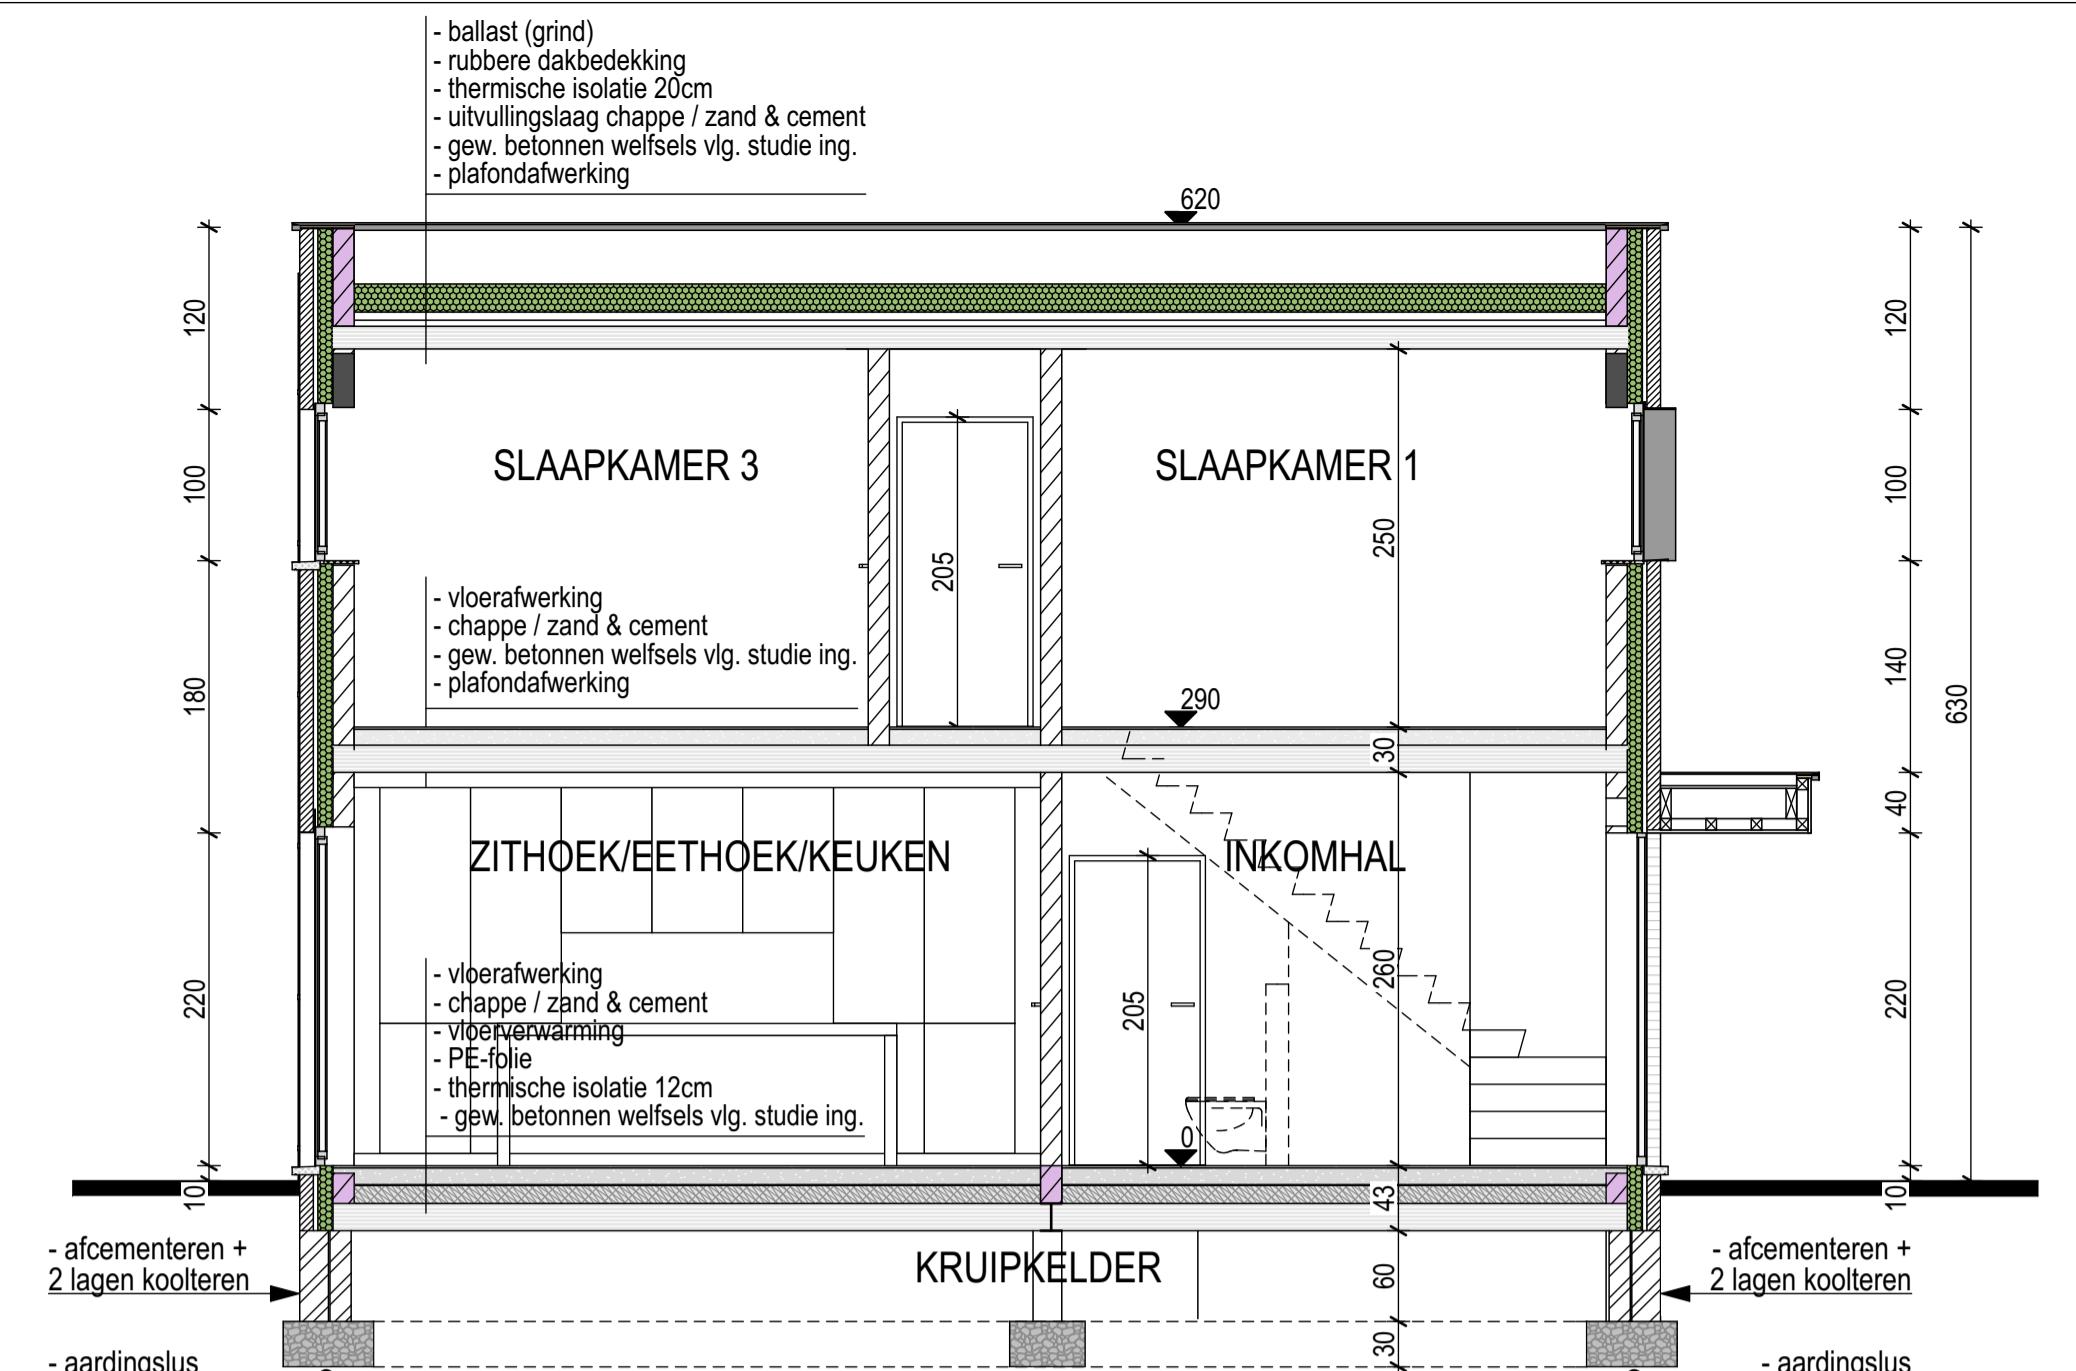 - ballast (grind)
- rubbere dakbedekking
- thermische isolatie 20cm
- uitvullingslaag chappe / zand & cement
- gew. betonnen welfsels vlg. studie ing.
- plafondafwerking
620
120
120
SLAAPKAMER 3
SLAAPKAMER 1
100
100
250
205
- vloerafwerking
- chappe / zand & cement
- gew. betonnen welfsels vlg. studie ing.
- plafondafwerking
180
140
630
290
30
40
ZITHOEK/EETHOEK/KEUKEN
INKOMHAL
220
260
220
205
- vloerafwerking
- chappe / zand & cement
- vloerverwarming
- PE-folie
- thermische isolatie 12cm
- gew. betonnen welfsels vlg. studie ing.
0
10
43
10
- afcementeren +
2 lagen koolteren
KRUIPKELDER
60
- afcementeren +
2 lagen koolteren
30
- aardingslus
- aardingslus